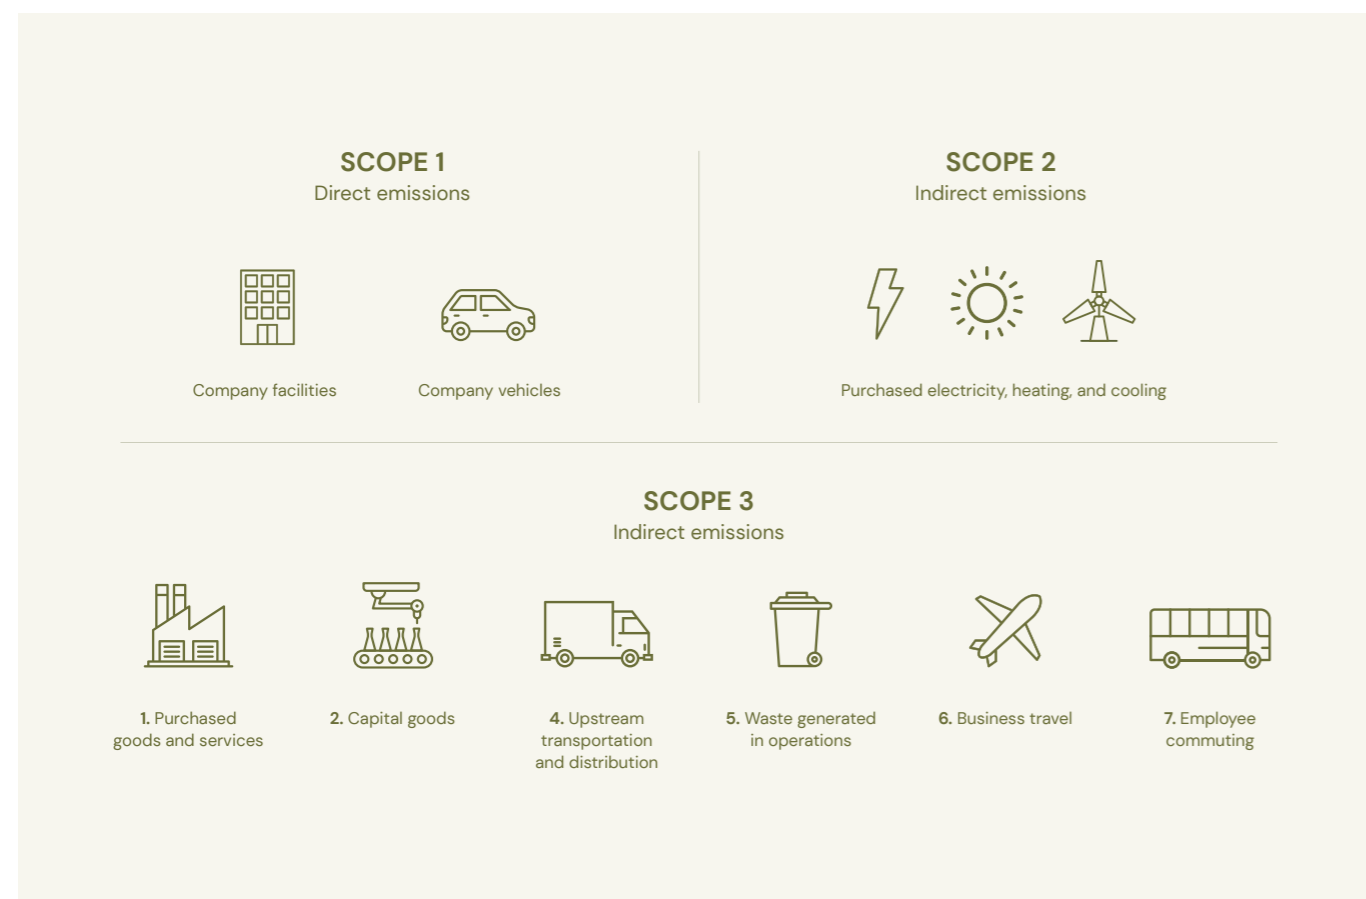 SCOPE 1
Direct emissions
Company facilities
Company vehicles
SCOPE 2
Indirect emissions
Purchased electricity, heating, and cooling
SCOPE 3
Indirect emissions
1. Purchased
goods and services
2. Capital goods
4. Upstream
transportation
and distribution
5. Waste generated
in operations
6. Business travel
7. Employee
commuting